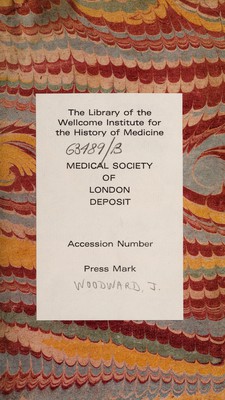 The Library of the
Wellcome Institute for
the History of Medicine
63489/B
MEDICAL SOCIETY
OF
LONDON
DEPOSIT
Accession Number
Press Mark
WOODWARD, J.